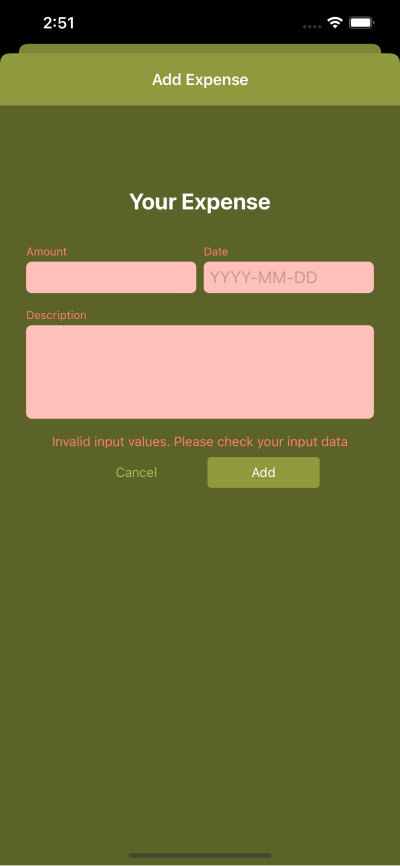 2:51
Add Expense
Your Expense
Amount Date
YYYY-MM-DD
Description
Invalid input values. Please check your input data
Cancel Add